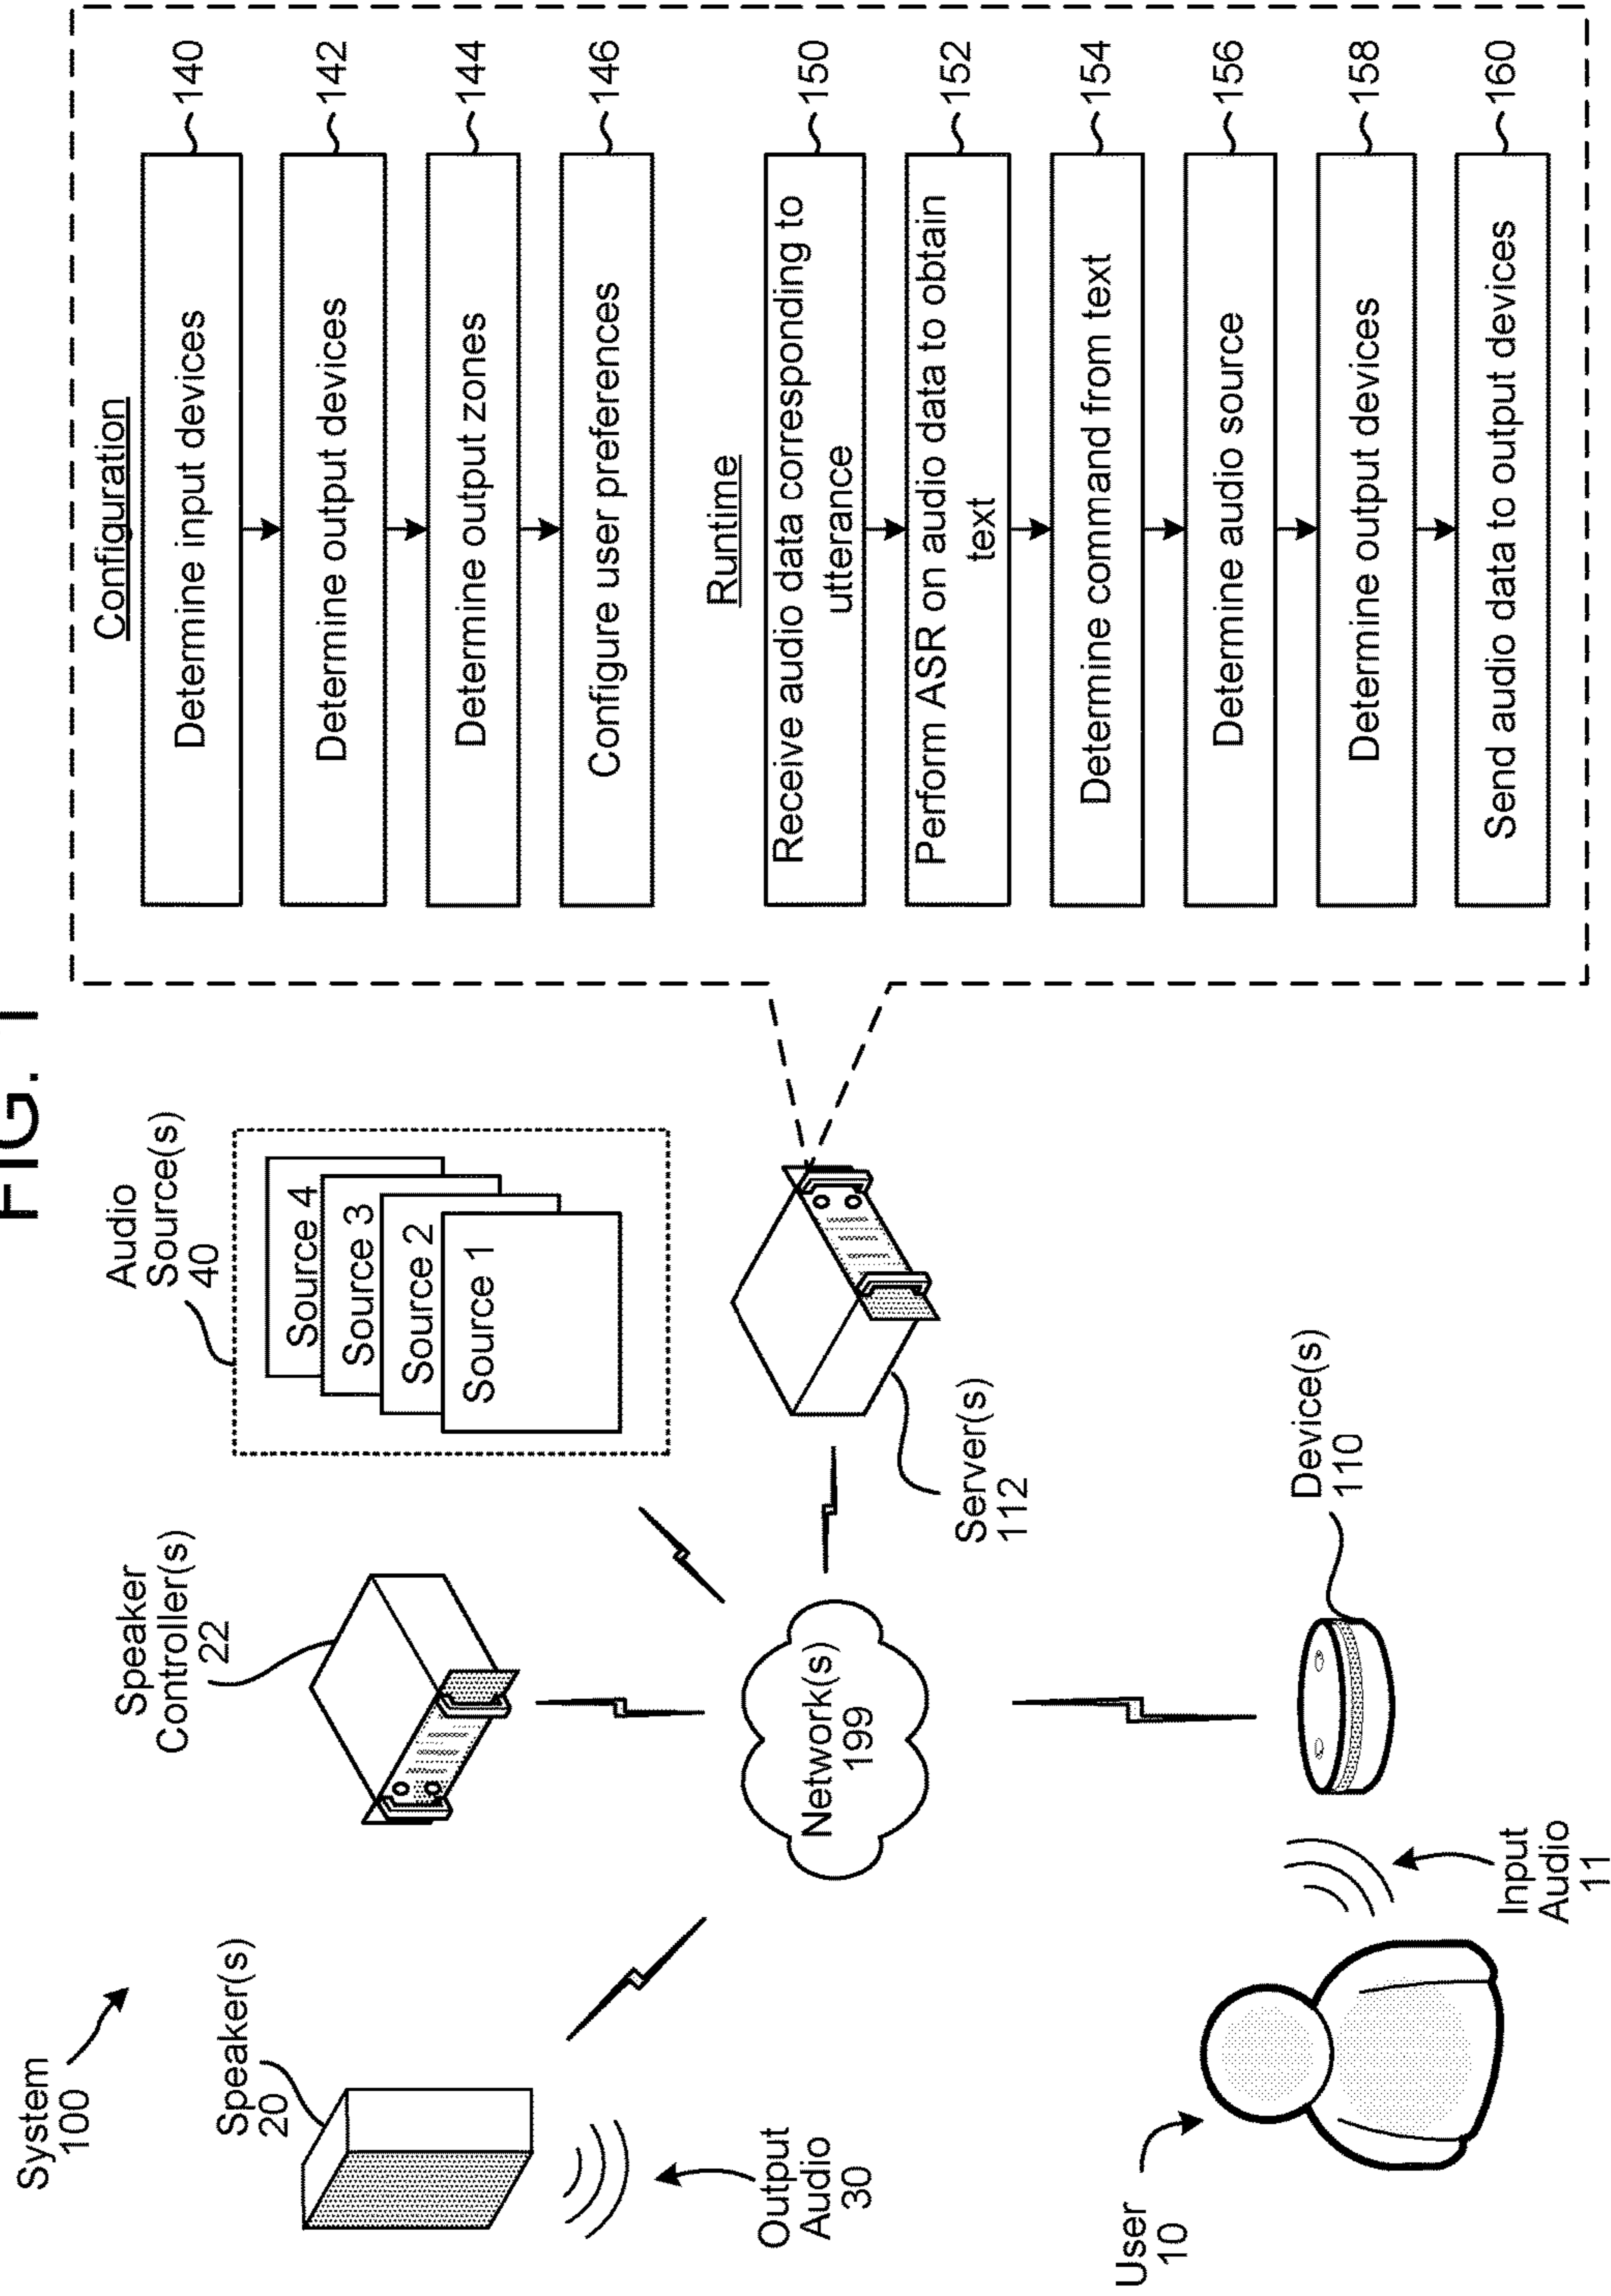 FIG. 1
System
100
Speaker(s)
20
Output
Audio
30
Speaker
Controller(s)
22
Audio
Source(s)
40
Source 4
Source 3
Source 2
Source 1
Network(s)
199
Server(s)
112
User
10
Input
Audio
11
Device(s)
110
Configuration
Determine input devices
140
Determine output devices
142
Determine output zones
144
Configure user preferences
146
Runtime
Receive audio data corresponding to
utterance
150
Perform ASR on audio data to obtain
text
152
Determine command from text
154
Determine audio source
156
Determine output devices
158
Send audio data to output devices
160